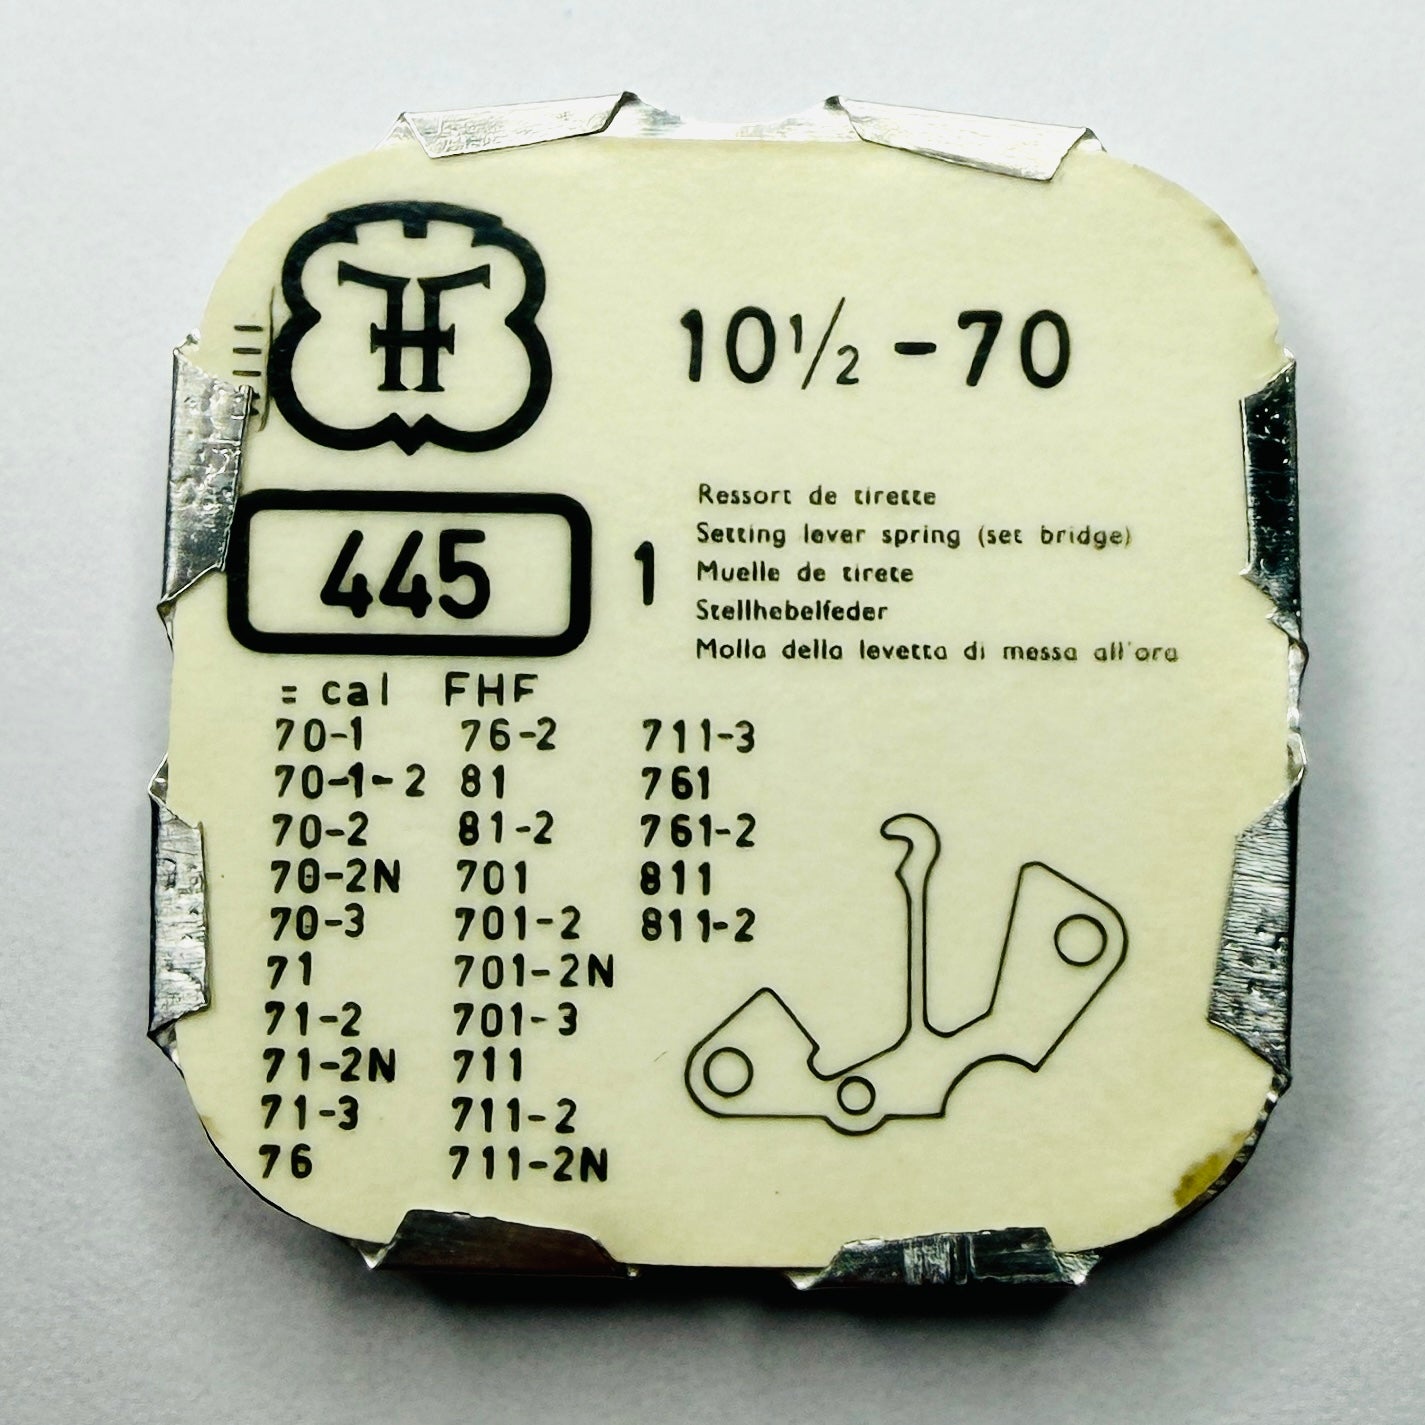 FH
10½-70
445
1
Ressort de tirette
Setting lever spring (set bridge)
Muelle de tirete
Stellhebelfeder
Molla della levetta di messa all'ora
= cal FHF
70-1 76-2 711-3
70-1-2 81 761
70-2 81-2 761-2
70-2N 701 811
70-3 701-2 811-2
71 701-2N
71-2 701-3
71-2N 711
71-3 711-2
76 711-2N